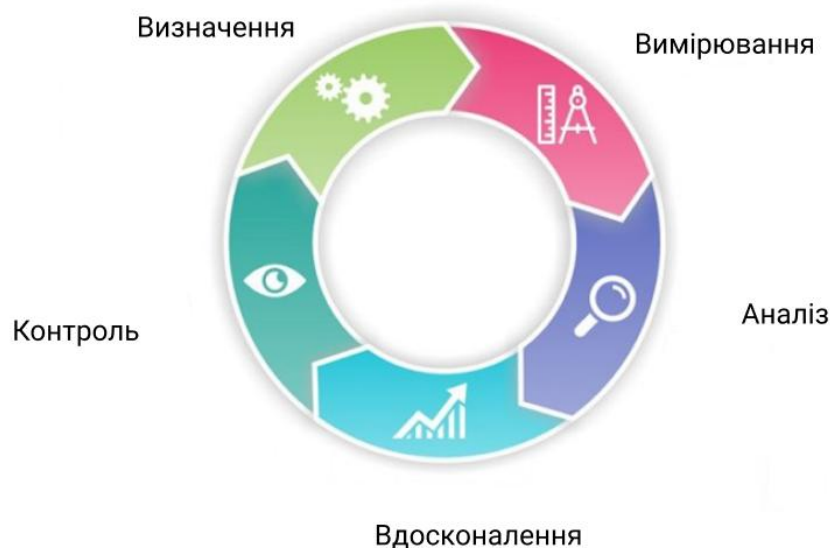 Визначення
Вимірювання
Аналіз
Вдосконалення
Контроль